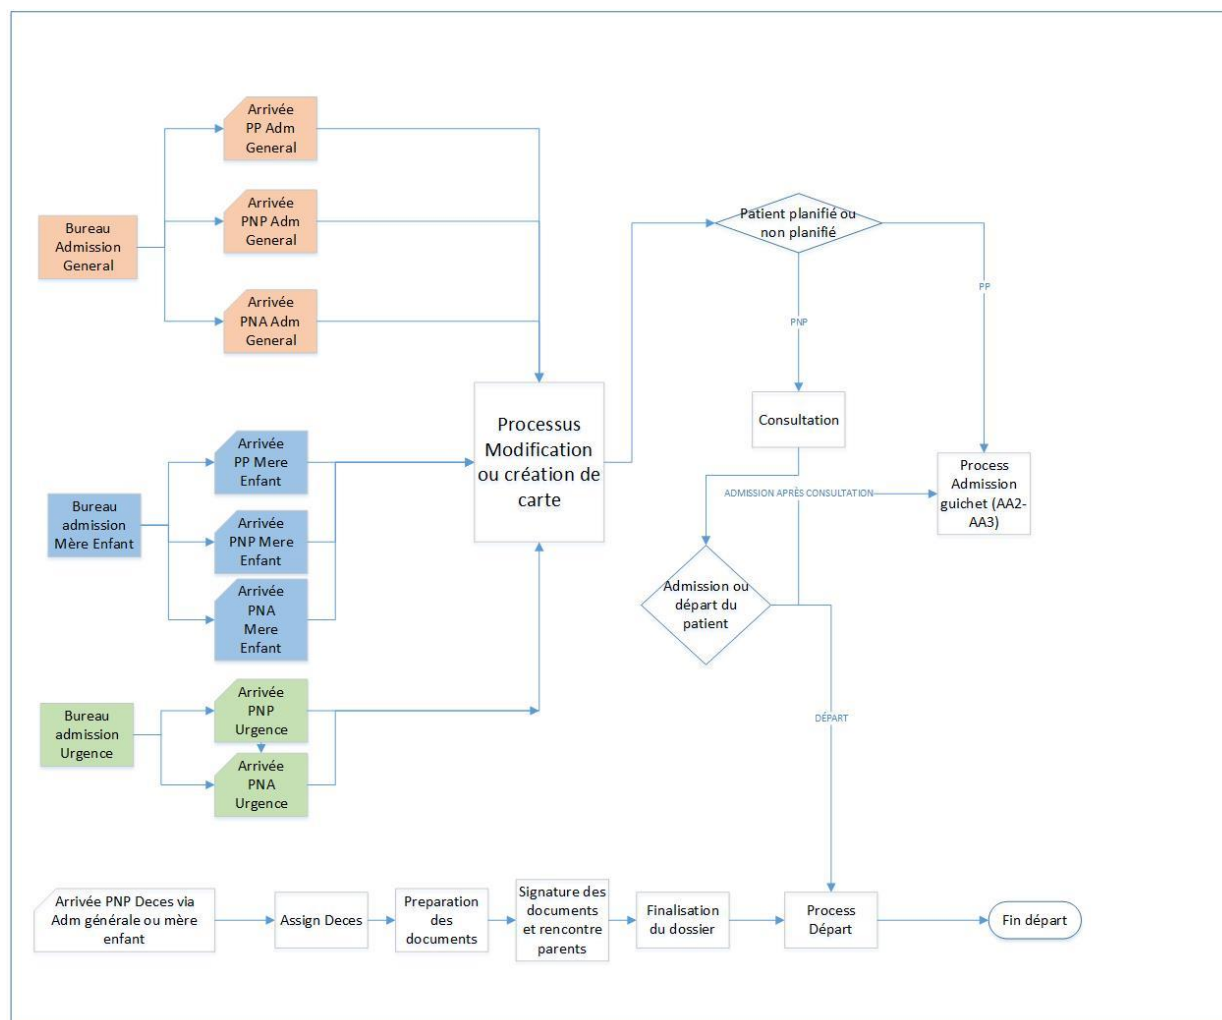 Arrivée
PP Adm
General
Arrivée
PNP Adm
General
Bureau
Admission
General
Arrivée
PNA Adm
General
Patient planifié ou
non planifié
PP
PNP
Processus
Modification
ou création de
carte
Consultation
Arrivée
PP Mere
Enfant
Bureau
admission
Mère Enfant
Arrivée
PNP Mere
Enfant
Arrivée
PNA
Mere
Enfant
ADMISSION APRÈS CONSULTATION
Process
Admission
guichet (AA2-
AA3)
Admission ou
départ du
patient
Arrivée
PNP
Urgence
Bureau
admission
Urgence
Arrivée
PNA
Urgence
DÉPART
Arrivée PNP Deces via
Adm générale ou mère
enfant
Assign Deces
Preparation
des
documents
Signature des
documents
et rencontre
parents
Finalisation
du dossier
Process
Départ
Fin départ